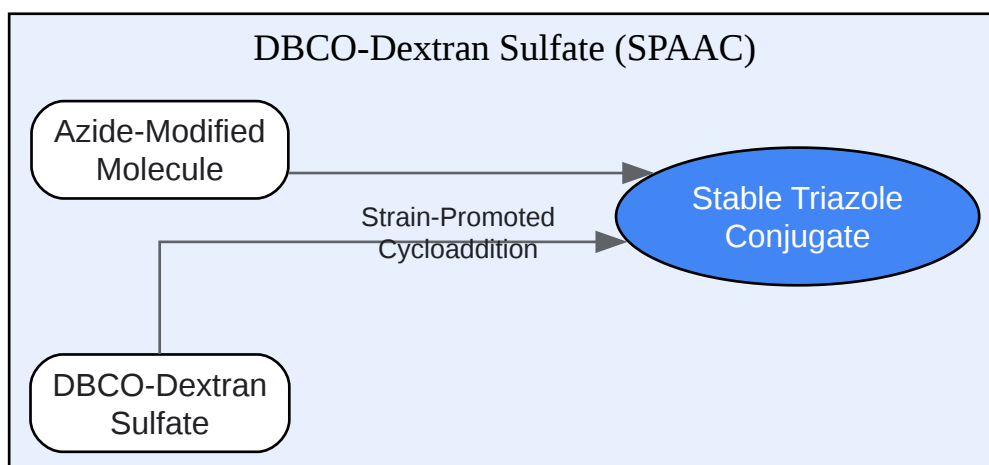 DBCO-Dextran Sulfate (SPAAC)
Azide-Modified
Molecule
Strain-Promoted
Cycloaddition
Stable Triazole
Conjugate
DBCO-Dextran
Sulfate